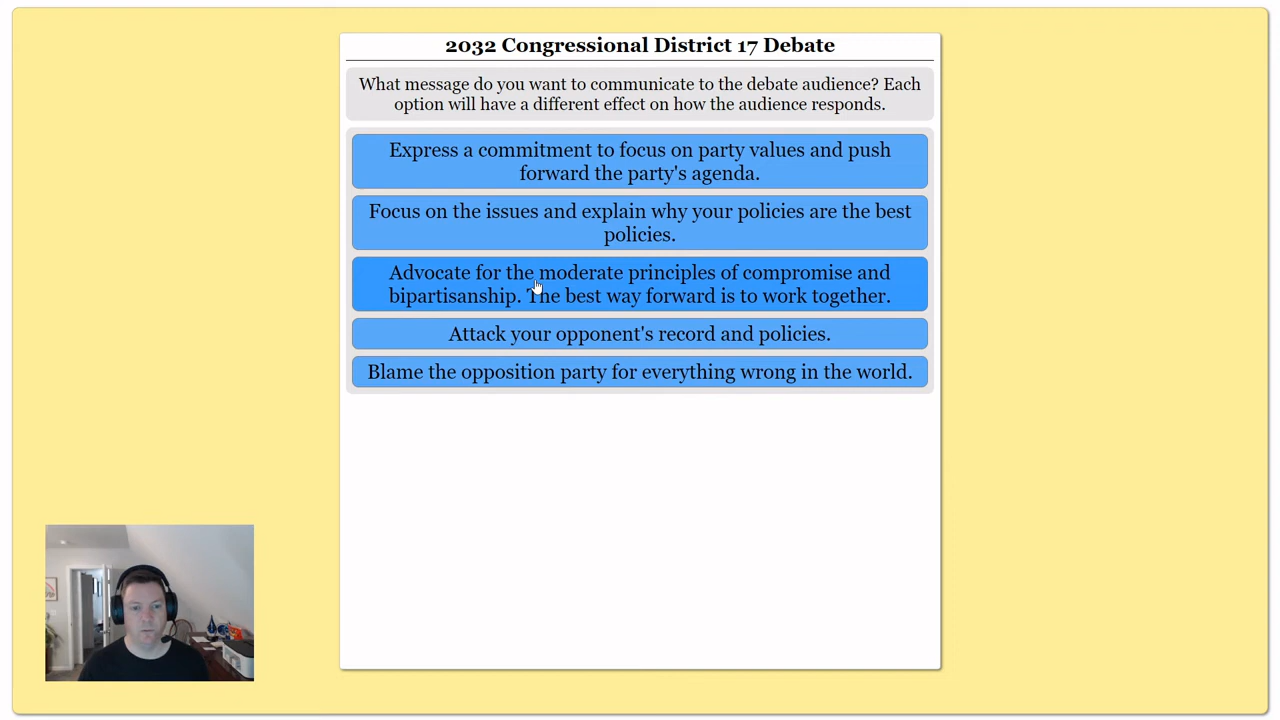 2032 Congressional District 17 Debate
What message do you want to communicate to the debate audience? Each
option will have a different effect on how the audience responds.
Express a commitment to focus on party values and push
forward the party's agenda.
Focus on the issues and explain why your policies are the best
policies.
Advocate for the moderate principles of compromise and
bipartisanship. The best way forward is to work together.
Attack your opponent's record and policies.
Blame the opposition party for everything wrong in the world.